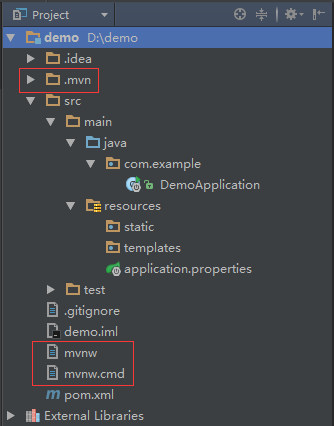 Project
demo D:\demo
.idea
.mvn
src
main
java
com.example
DemoApplication
resources
static
templates
application.properties
test
.gitignore
demo.iml
mvnw
mvnw.cmd
pom.xml
External Libraries